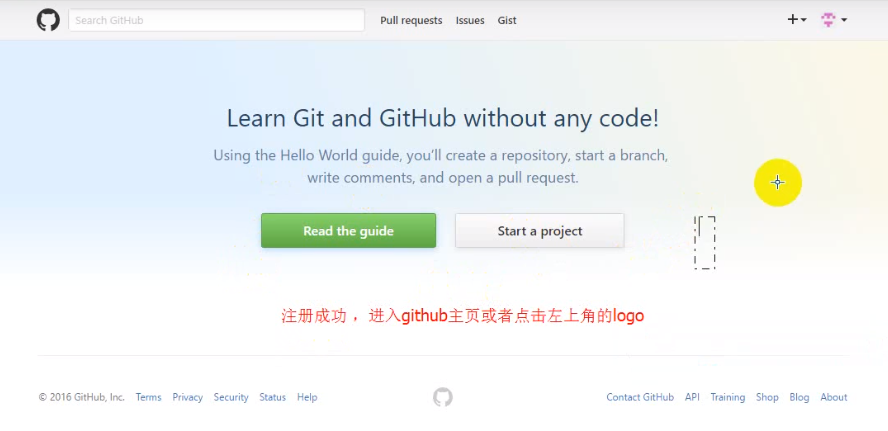 Search GitHub
Pull requests
Issues
Gist
Learn Git and GitHub without any code!
Using the Hello World guide, you'll create a repository, start a branch,
write comments, and open a pull request.
Read the guide
Start a project
注册成功，进入github主页或者点击左上角的logo
© 2016 GitHub, Inc.
Terms
Privacy
Security
Status
Help
Contact GitHub
API
Training
Shop
Blog
About